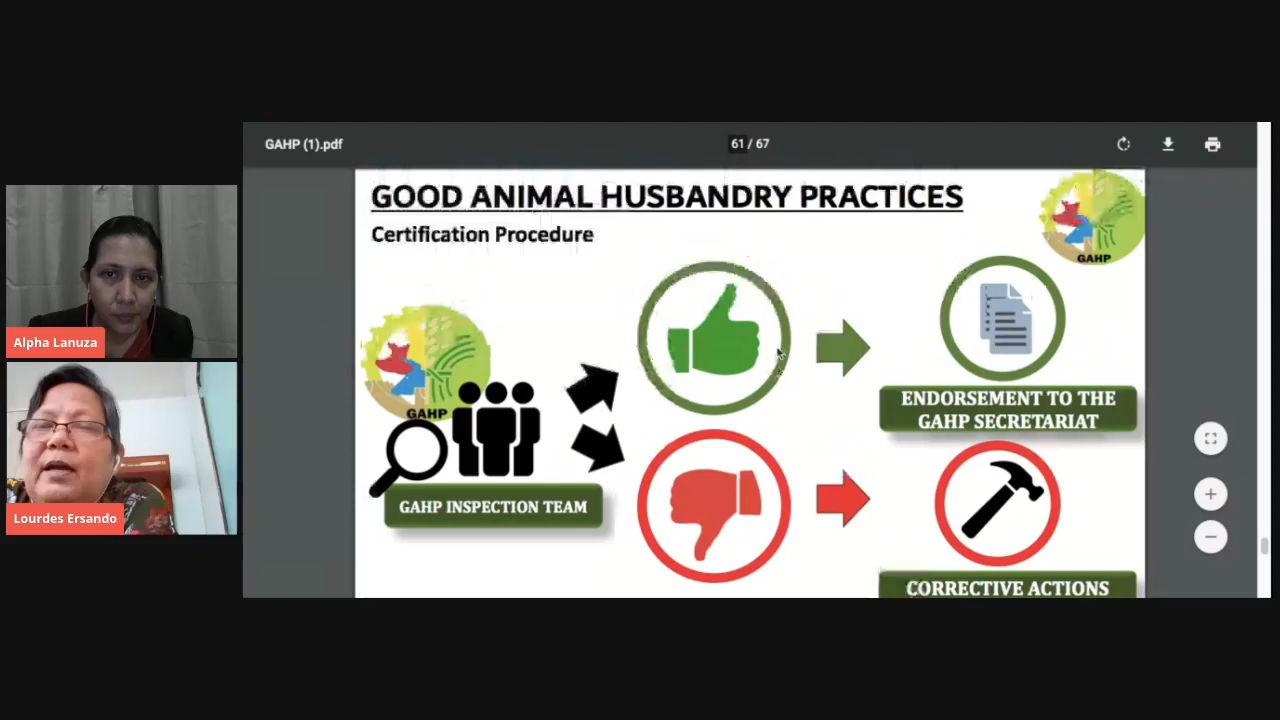 GAHP (1).pdf
61 / 67
GOOD ANIMAL HUSBANDRY PRACTICES
Certification Procedure
GAHP
GAHP
GAHP INSPECTION TEAM
ENDORSEMENT TO THE
GAHP SECRETARIAT
CORRECTIVE ACTIONS
Alpha Lanuza
Lourdes Ersando